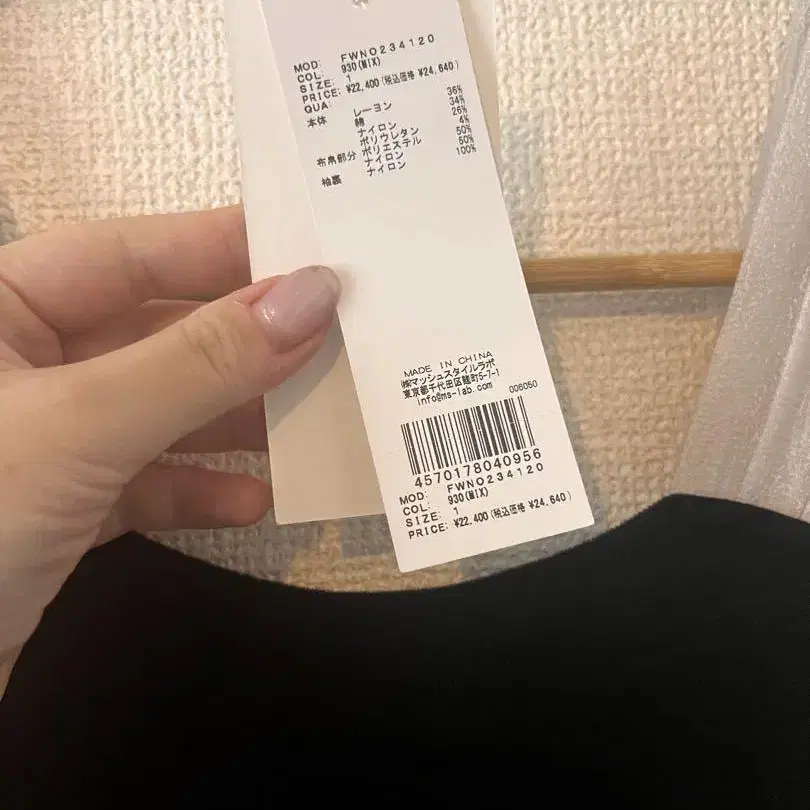 MOD: FWNO234120
COL: 930(MIX)
SIZE: 1
PRICE: ¥22,400(税込価格 ¥24,640)
QUA:
本体 レーヨン 36%
綿 34%
ナイロン 26%
ポリウレタン 4%
布帛部分 ポリエステル 50%
ナイロン 50%
袖裏 ナイロン 100%
MADE IN CHINA
㈱マッシュスタイルラボ
東京都千代田区麹町5-7-1
info@ms-lab.com 006050
4570178040956
MOD: FWNO234120
COL: 930(MIX)
SIZE: 1
PRICE: ¥22,400(税込価格 ¥24,640)